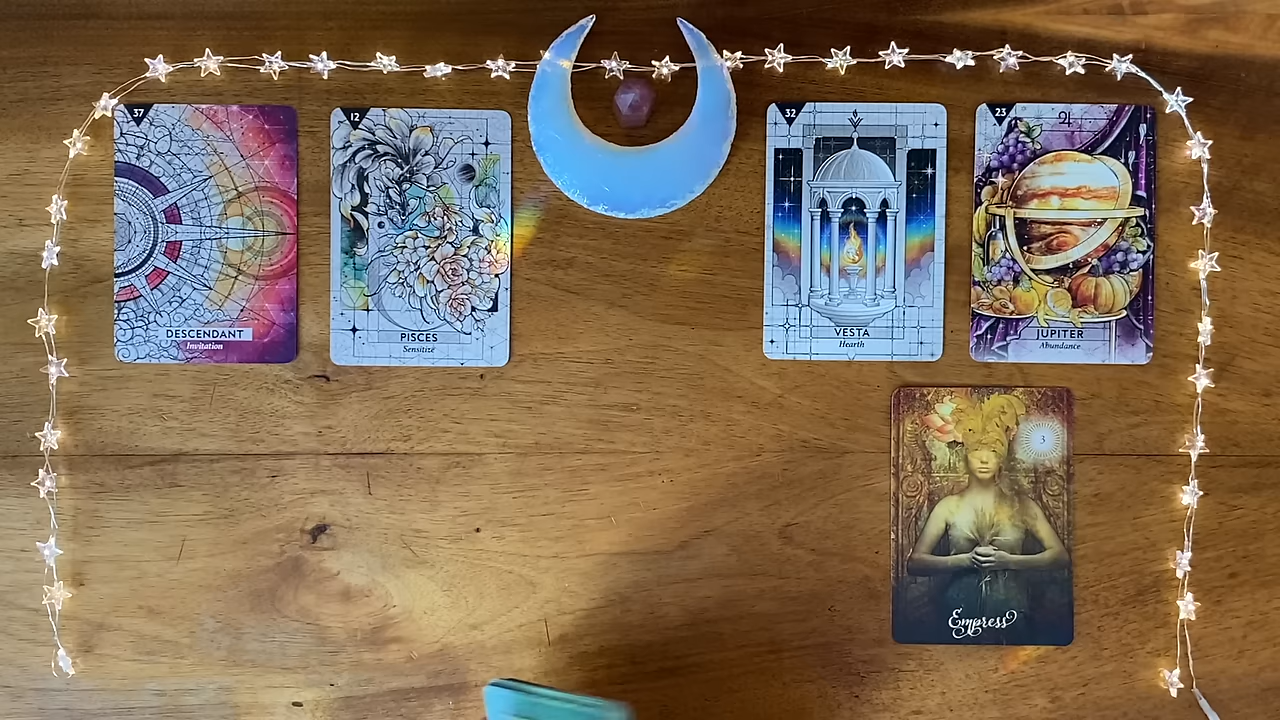 37
DESCENDANT
Invitation
12
PISCES
Sensitize
32
VESTA
Hearth
23
JUPITER
Abundance
3
Empress